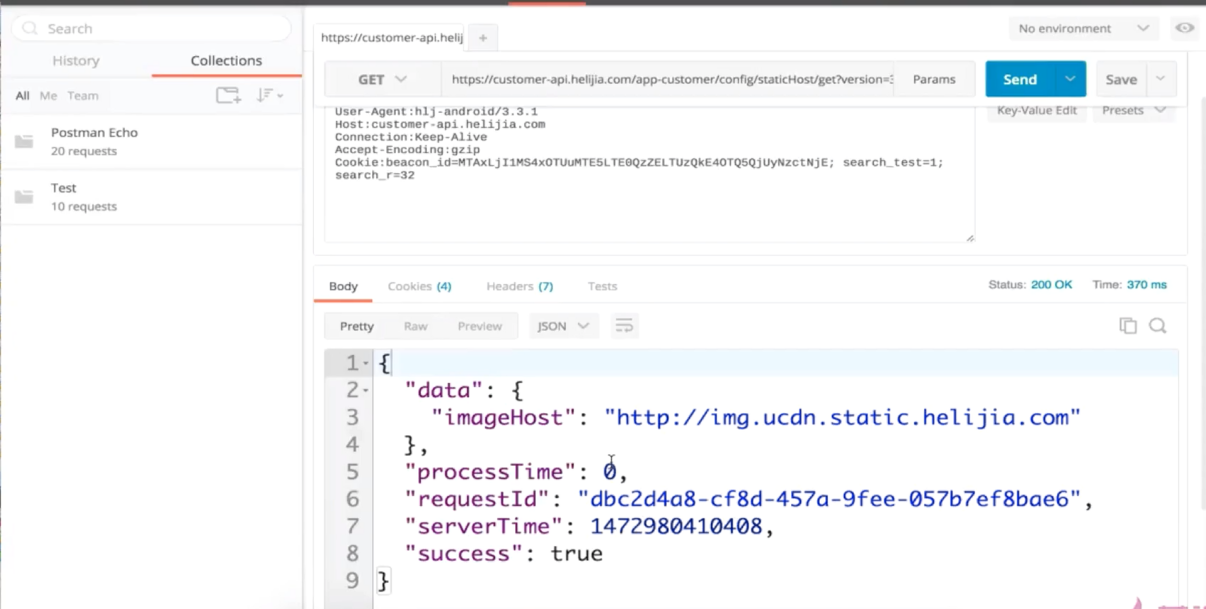 Search
History Collections
All Me Team
Postman Echo
20 requests
Test
10 requests
https://customer-api.helij
No environment
GET https://customer-api.helijia.com/app-customer/config/staticHost/get?version=3 Params Send Save
User-Agent:hlj-android/3.3.1
Host:customer-api.helijia.com
Connection:Keep-Alive
Accept-Encoding:gzip
Cookie:beacon_id=MTAxLjI1MS4xOTUuMTE5LTE0QzZELTUzQkE4OTQ5QjUyNzctNjE; search_test=1;
search_r=32
Key-Value Edit Presets
Body Cookies (4) Headers (7) Tests Status: 200 OK Time: 370 ms
Pretty Raw Preview JSON
1 {
2 "data": {
3 "imageHost": "http://img.ucdn.static.helijia.com"
4 },
5 "processTime": 0,
6 "requestId": "dbc2d4a8-cf8d-457a-9fee-057b7ef8bae6",
7 "serverTime": 1472980410408,
8 "success": true
9 }